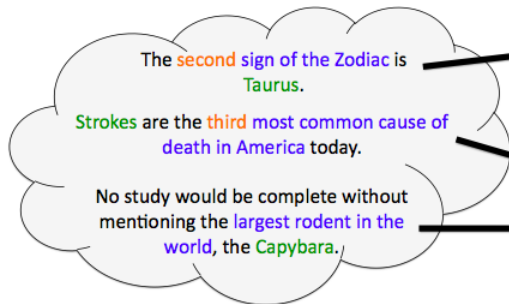 The second sign of the Zodiac is
Taurus.
Strokes are the third most common cause of
death in America today.
No study would be complete without
mentioning the largest rodent in the
world, the Capybara.